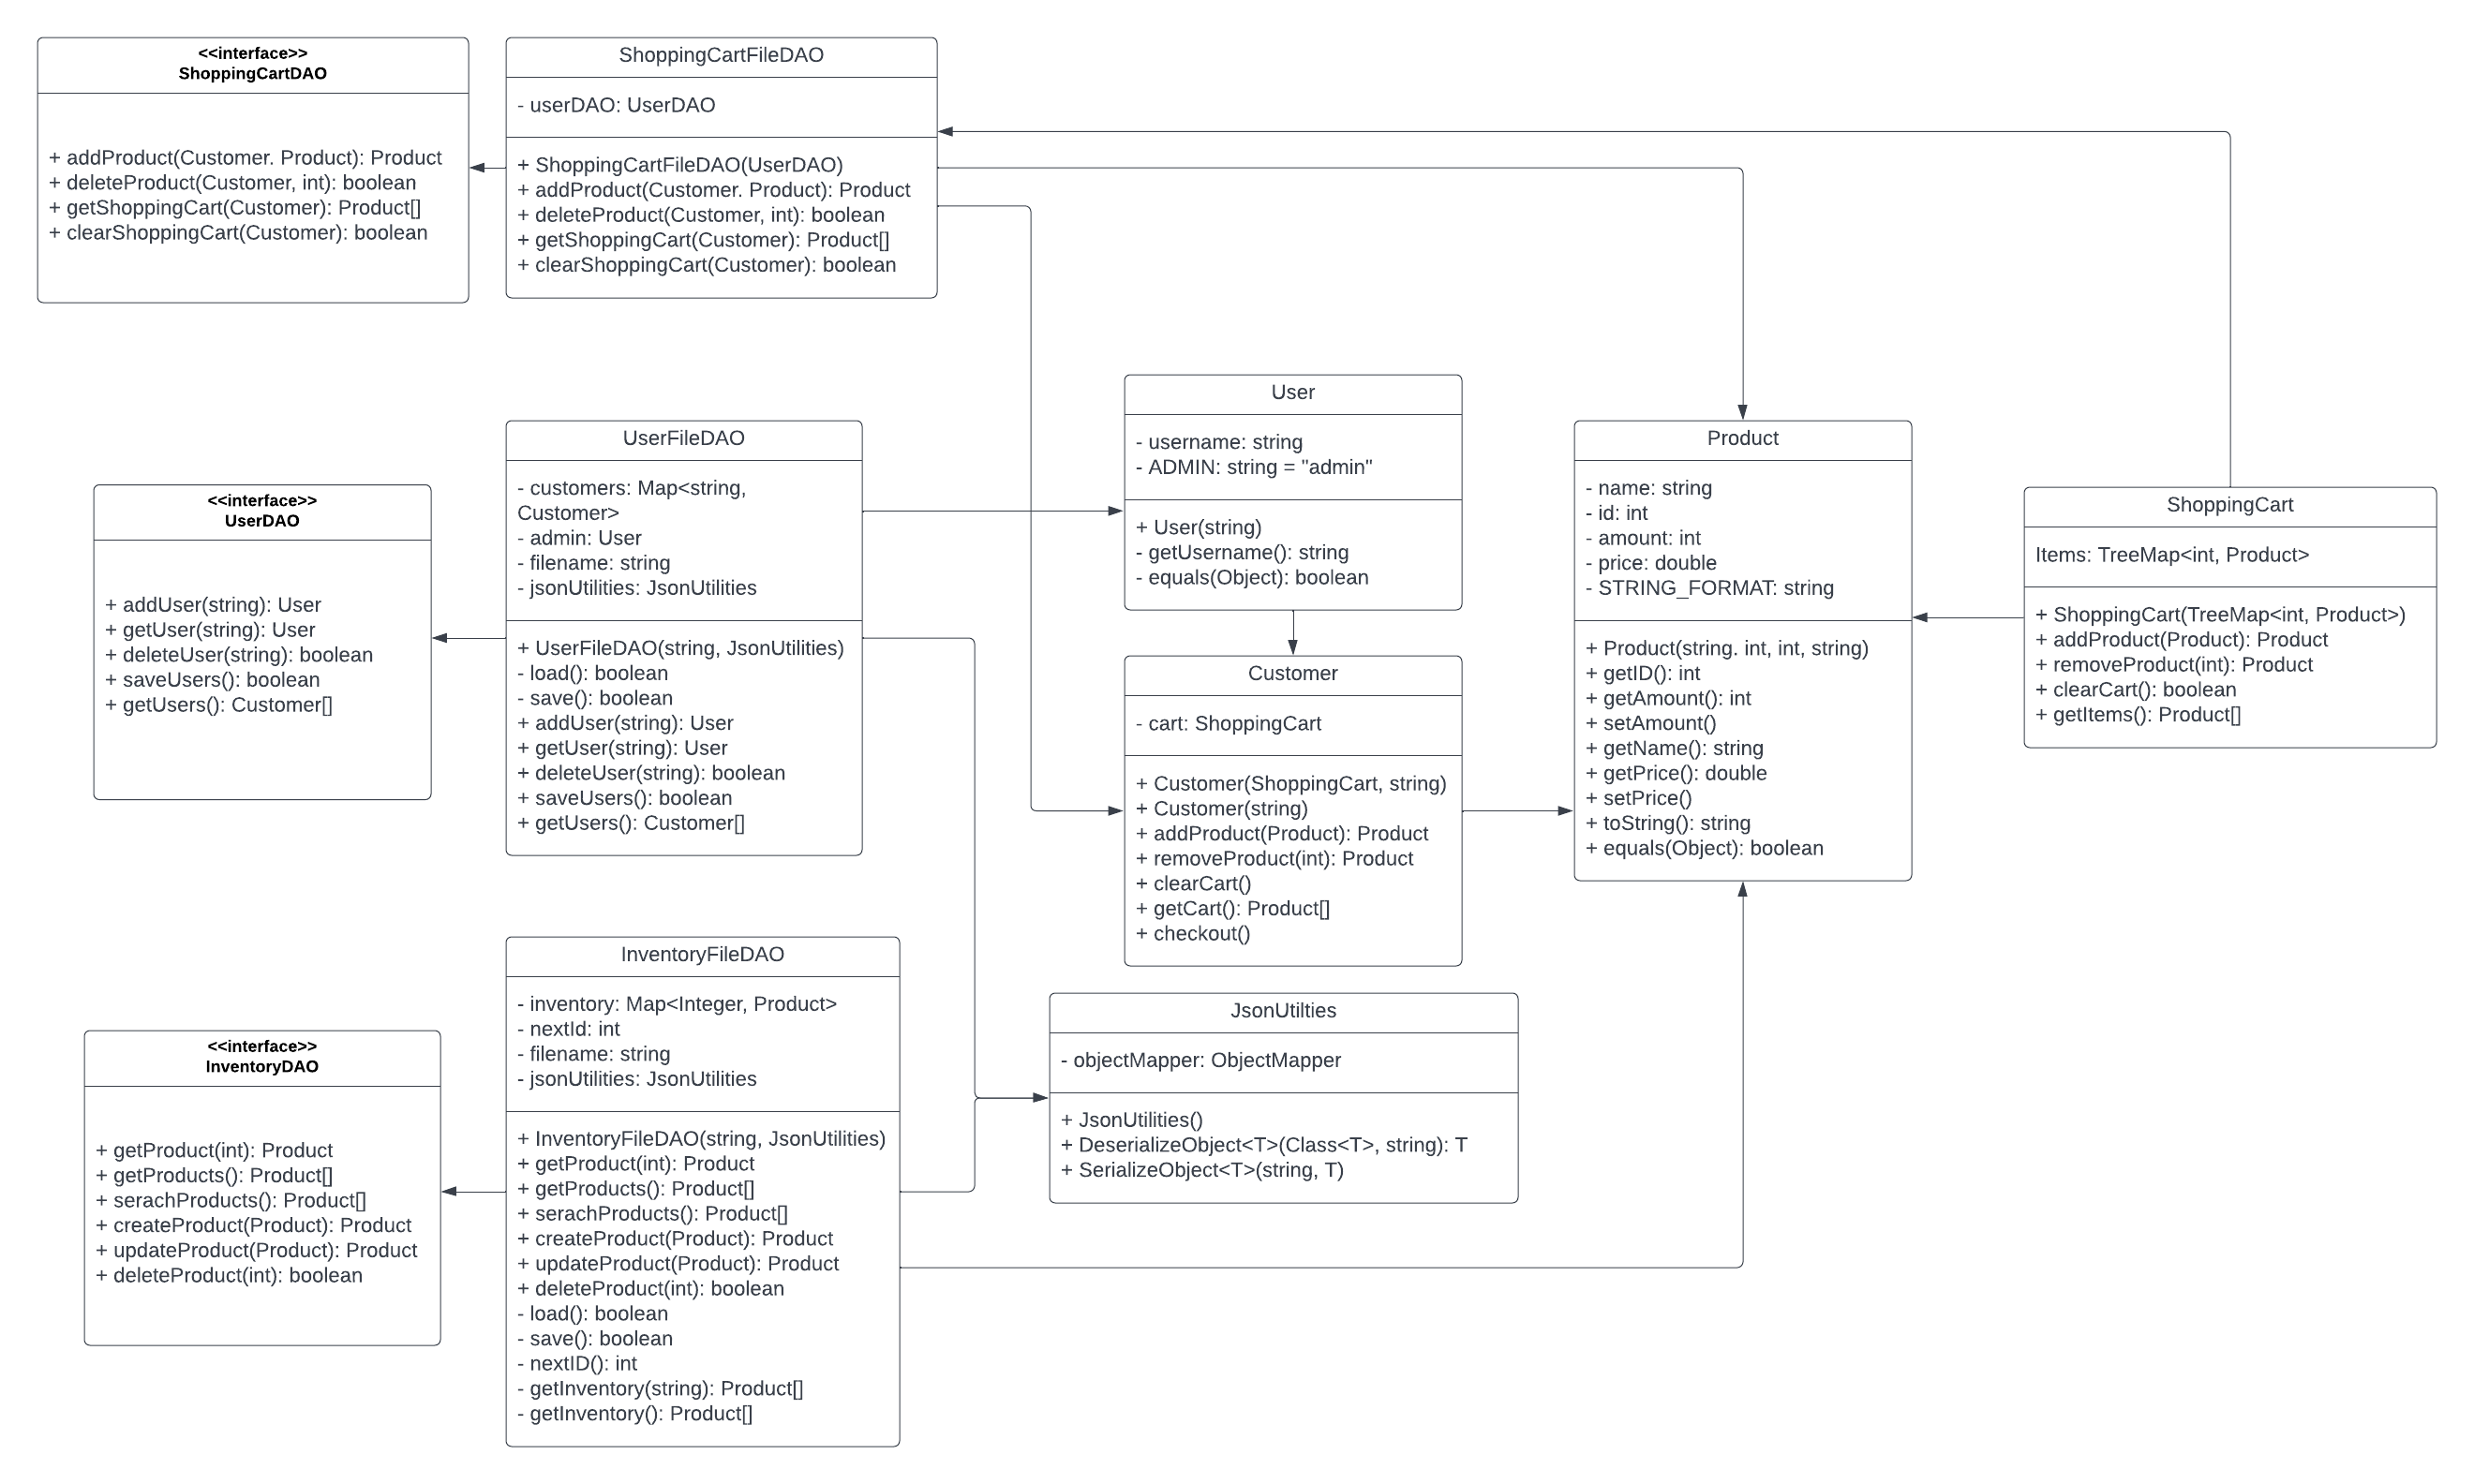 <<interface>>
ShoppingCartDAO
+ addProduct(Customer. Product): Product
+ deleteProduct(Customer, int): boolean
+ getShoppingCart(Customer): Product[]
+ clearShoppingCart(Customer): boolean
ShoppingCartFileDAO
- userDAO: UserDAO
+ ShoppingCartFileDAO(UserDAO)
+ addProduct(Customer. Product): Product
+ deleteProduct(Customer, int): boolean
+ getShoppingCart(Customer): Product[]
+ clearShoppingCart(Customer): boolean
<<interface>>
UserDAO
+ addUser(string): User
+ getUser(string): User
+ deleteUser(string): boolean
+ saveUsers(): boolean
+ getUsers(): Customer[]
UserFileDAO
- customers: Map<string,
Customer>
- admin: User
- filename: string
- jsonUtilities: JsonUtilities
+ UserFileDAO(string, JsonUtilities)
- load(): boolean
- save(): boolean
+ addUser(string): User
+ getUser(string): User
+ deleteUser(string): boolean
+ saveUsers(): boolean
+ getUsers(): Customer[]
User
- username: string
- ADMIN: string = "admin"
+ User(string)
- getUsername(): string
- equals(Object): boolean
Customer
- cart: ShoppingCart
+ Customer(ShoppingCart, string)
+ Customer(string)
+ addProduct(Product): Product
+ removeProduct(int): Product
+ clearCart()
+ getCart(): Product[]
+ checkout()
Product
- name: string
- id: int
- amount: int
- price: double
- STRING_FORMAT: string
+ Product(string. int, int, string)
+ getID(): int
+ getAmount(): int
+ setAmount()
+ getName(): string
+ getPrice(): double
+ setPrice()
+ toString(): string
+ equals(Object): boolean
ShoppingCart
Items: TreeMap<int, Product>
+ ShoppingCart(TreeMap<int, Product>)
+ addProduct(Product): Product
+ removeProduct(int): Product
+ clearCart(): boolean
+ getItems(): Product[]
<<interface>>
InventoryDAO
+ getProduct(int): Product
+ getProducts(): Product[]
+ serachProducts(): Product[]
+ createProduct(Product): Product
+ updateProduct(Product): Product
+ deleteProduct(int): boolean
InventoryFileDAO
- inventory: Map<Integer, Product>
- nextId: int
- filename: string
- jsonUtilities: JsonUtilities
+ InventoryFileDAO(string, JsonUtilities)
+ getProduct(int): Product
+ getProducts(): Product[]
+ serachProducts(): Product[]
+ createProduct(Product): Product
+ updateProduct(Product): Product
+ deleteProduct(int): boolean
- load(): boolean
- save(): boolean
- nextID(): int
- getInventory(string): Product[]
- getInventory(): Product[]
JsonUtilties
- objectMapper: ObjectMapper
+ JsonUtilities()
+ DeserializeObject<T>(Class<T>, string): T
+ SerializeObject<T>(string, T)